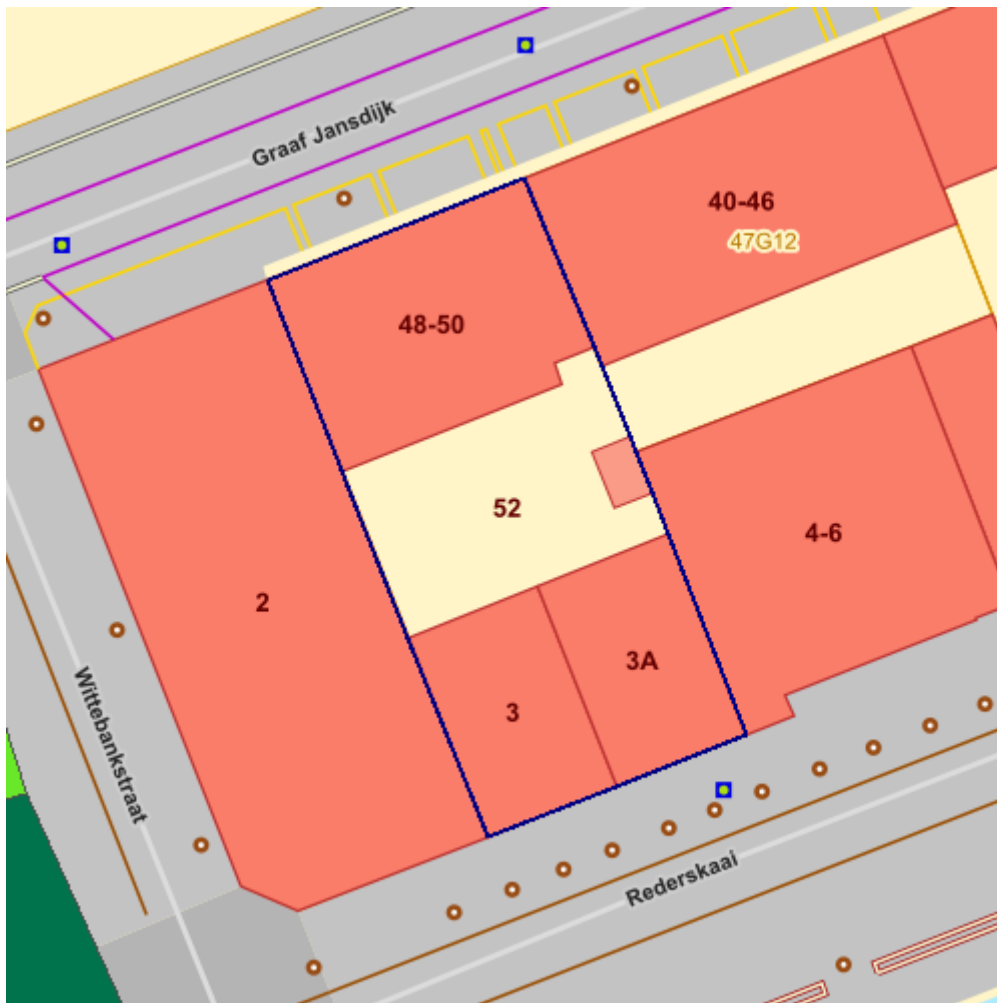 Graaf Jansdijk
40-46
47G12
48-50
52
4-6
2
3A
3
Wittebankstraat
Rederskaai